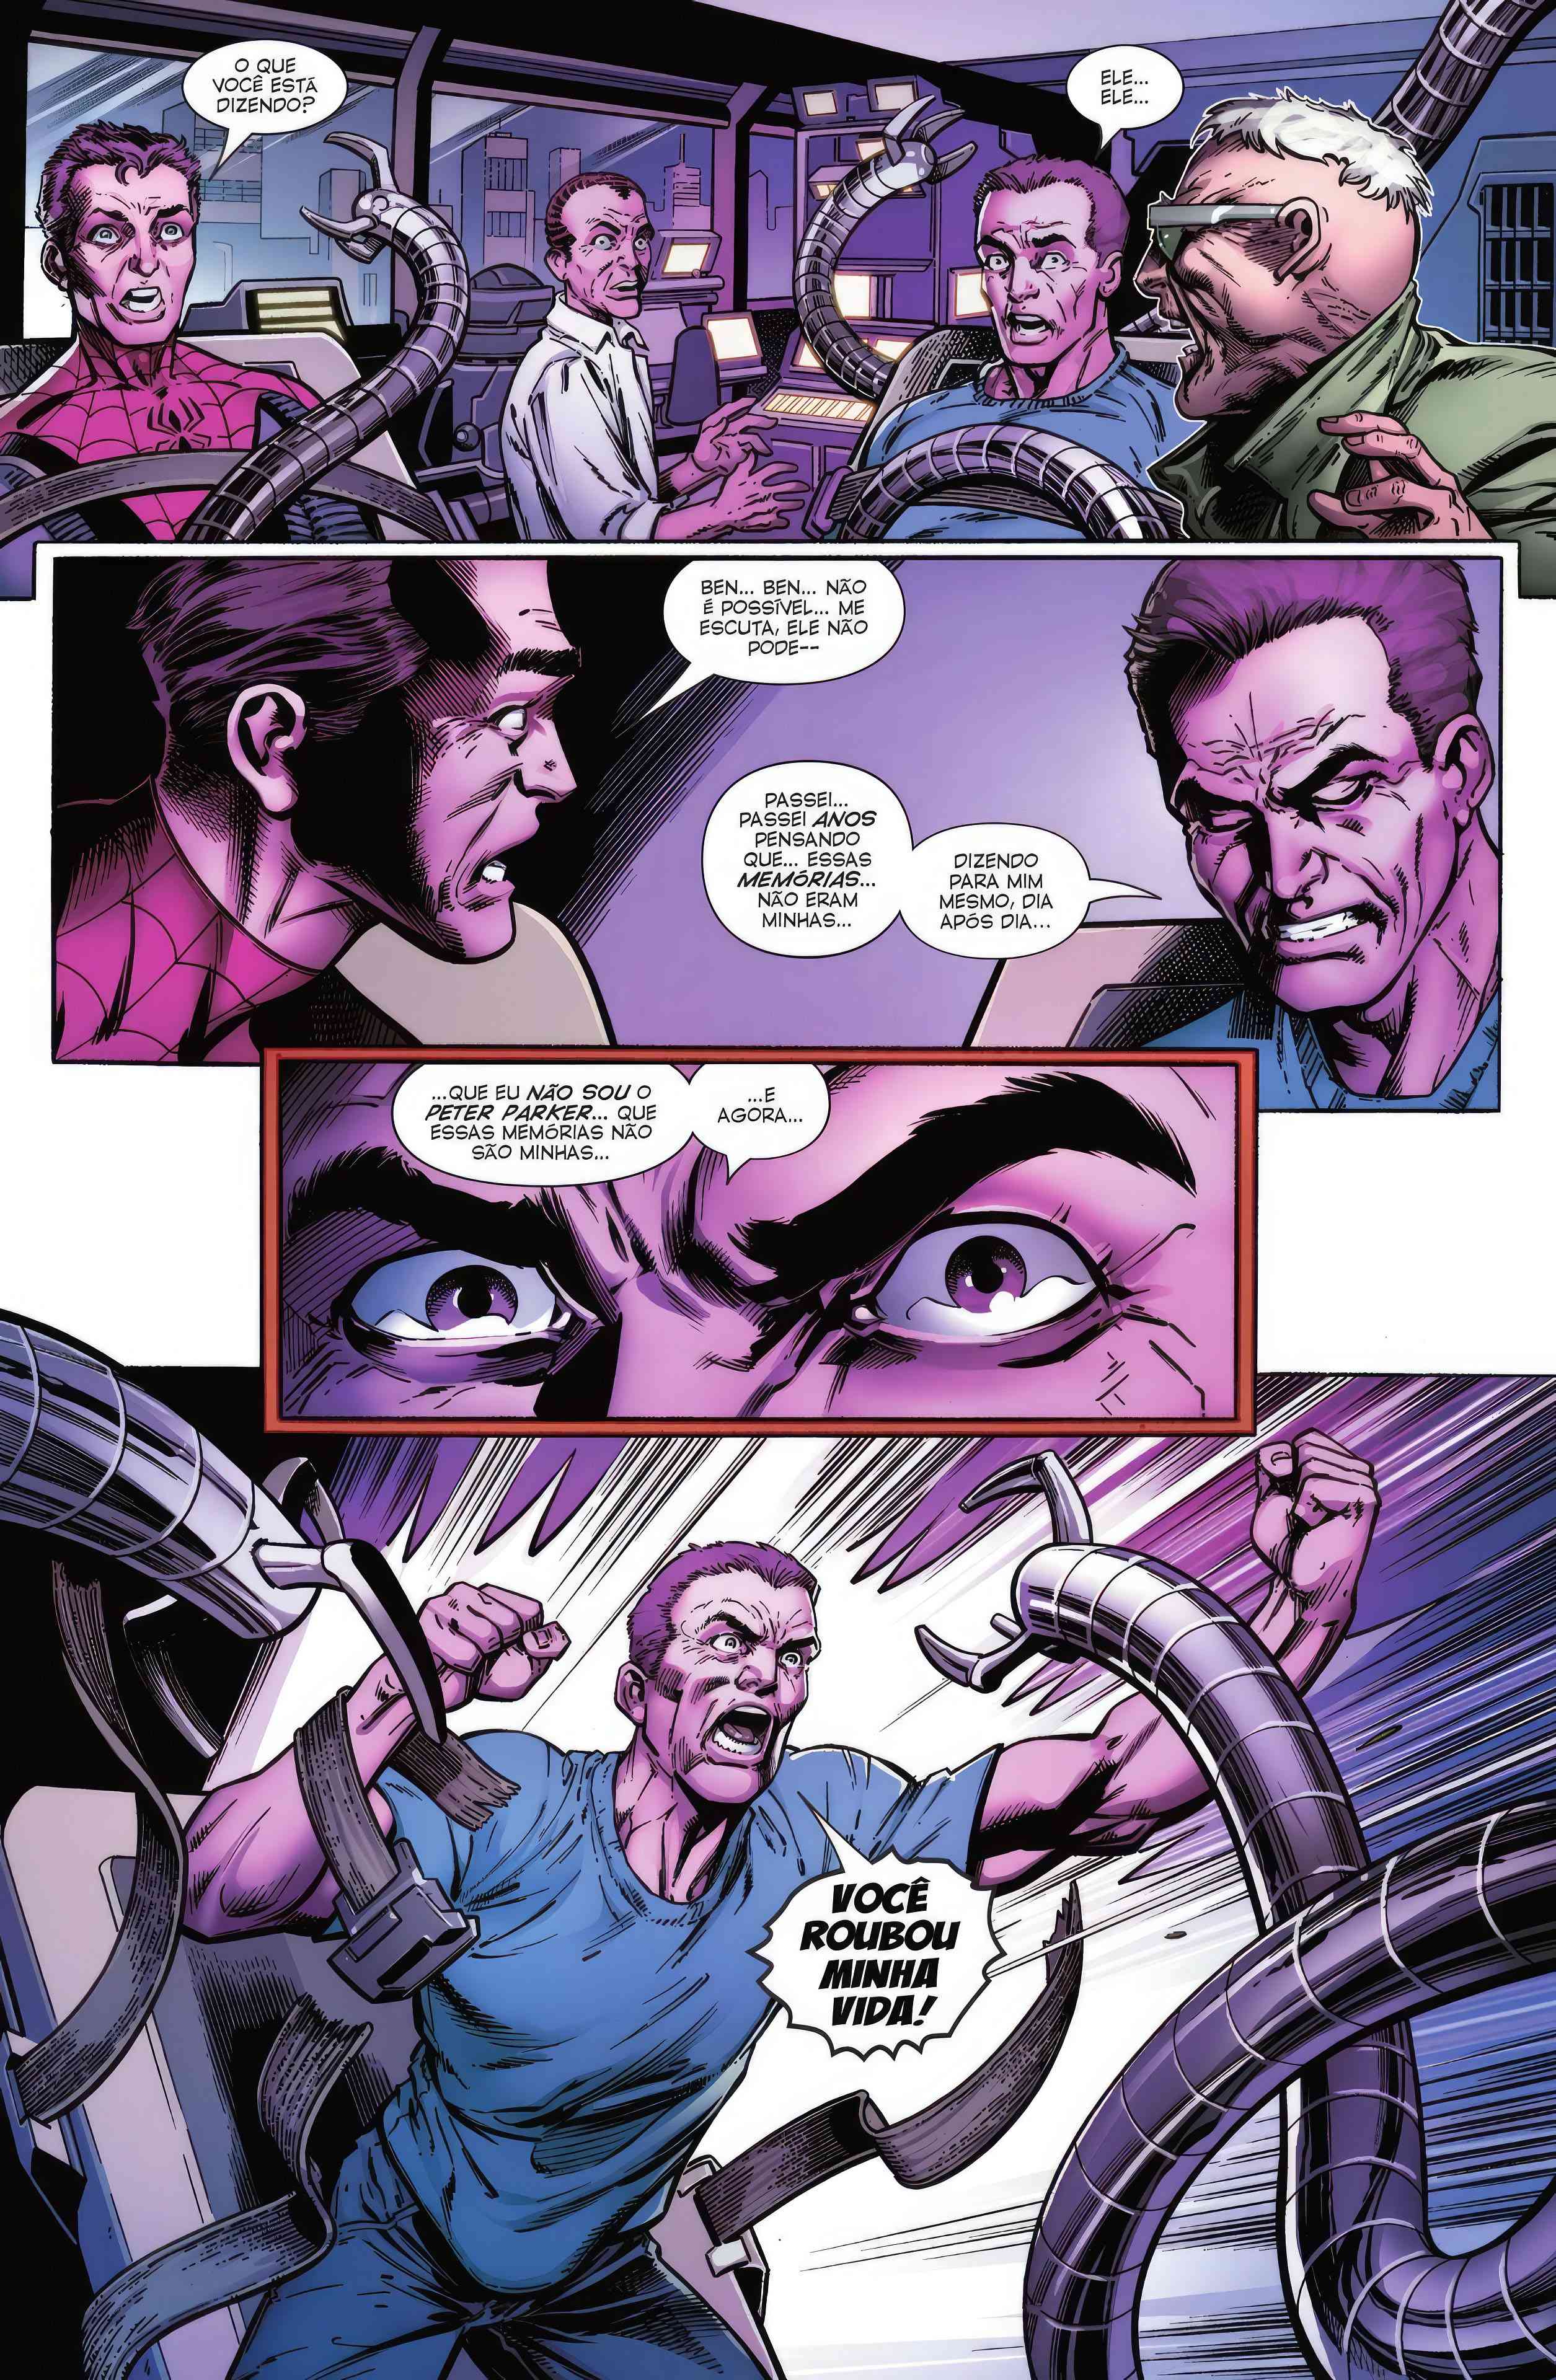 O QUE
VOCÊ ESTÁ
DIZENDO?
ELE...
ELE...
BEN... BEN... NÃO
É POSSÍVEL... ME
ESCUTA, ELE NÃO
PODE--
PASSEI...
PASSEI ANOS
PENSANDO
QUE... ESSAS
MEMÓRIAS...
NÃO ERAM
MINHAS...
DIZENDO
PARA MIM
MESMO, DIA
APÓS DIA...
...QUE EU NÃO SOU O
PETER PARKER... QUE
ESSAS MEMÓRIAS NÃO
SÃO MINHAS...
...E
AGORA...
VOCÊ
ROUBOU
MINHA
VIDA!